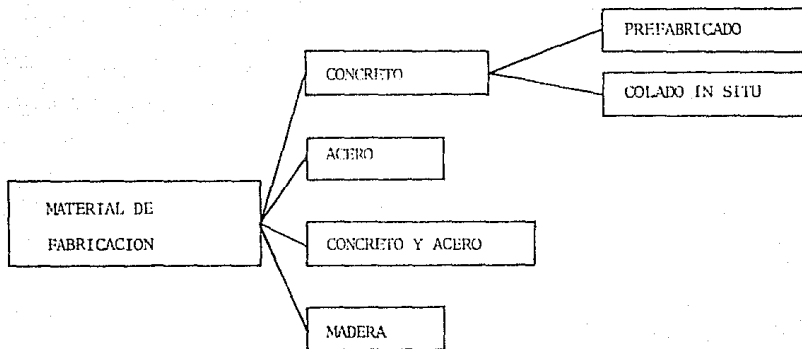 PREFABRICADO
CONCRETO
COLADO IN SITU
ACERO
MATERIAL DE
FABRICACION
CONCRETO Y ACERO
MADERA